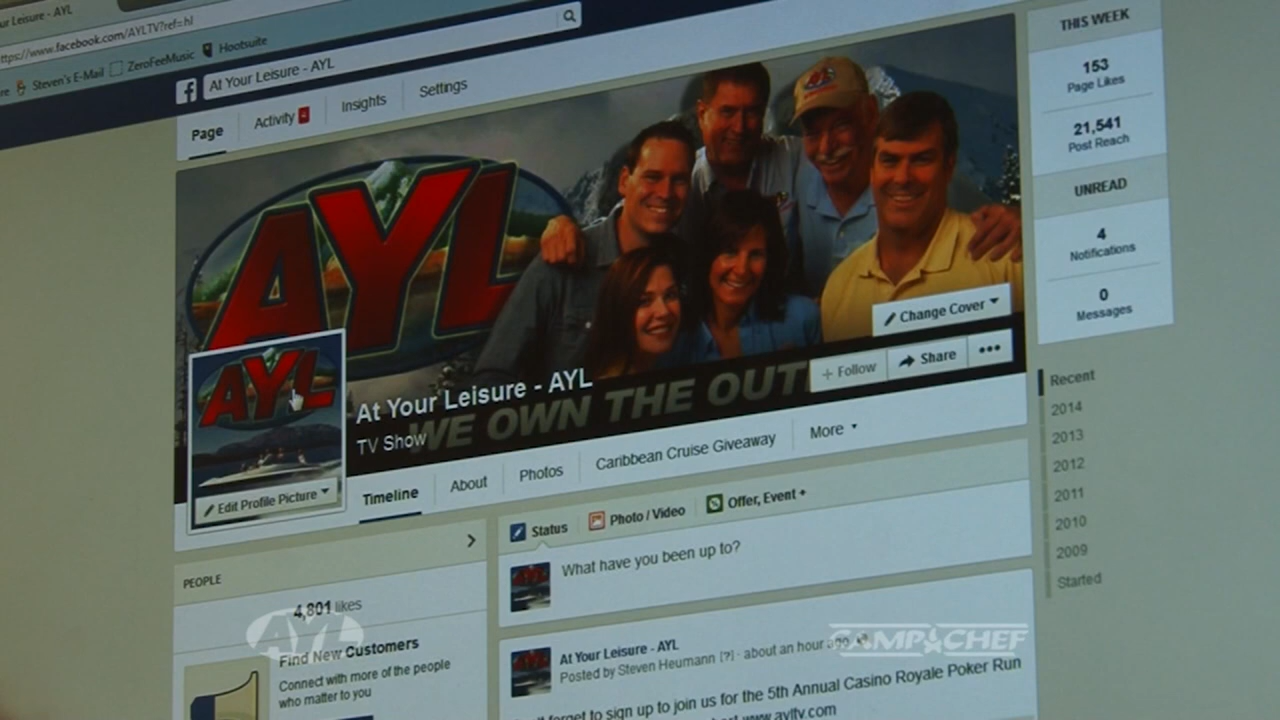 ur Leisure - AYL
ttps://www.facebook.com/AYLTV?ref=hl
Steven's E-Mail ZeroFeeMusic Hootsuite
At Your Leisure - AYL
Page Activity 4 Insights Settings
THIS WEEK
153
Page Likes
21,541
Post Reach
UNREAD
4
Notifications
0
Messages
AYL
Change Cover
+ Follow Share
AYL
At Your Leisure - AYL
TV Show
WE OWN THE OUT
Edit Profile Picture
Timeline About Photos Caribbean Cruise Giveaway More
Recent
2014
2013
2012
2011
2010
2009
Started
Status Photo / Video Offer, Event +
What have you been up to?
PEOPLE
4,801 likes
Find New Customers
Connect with more of the people
who matter to you
At Your Leisure - AYL
Posted by Steven Heumann [?] · about an hour ago
forget to sign up to join us for the 5th Annual Casino Royale Poker Run
www.ayltv.com
AYL
CAMP CHEF